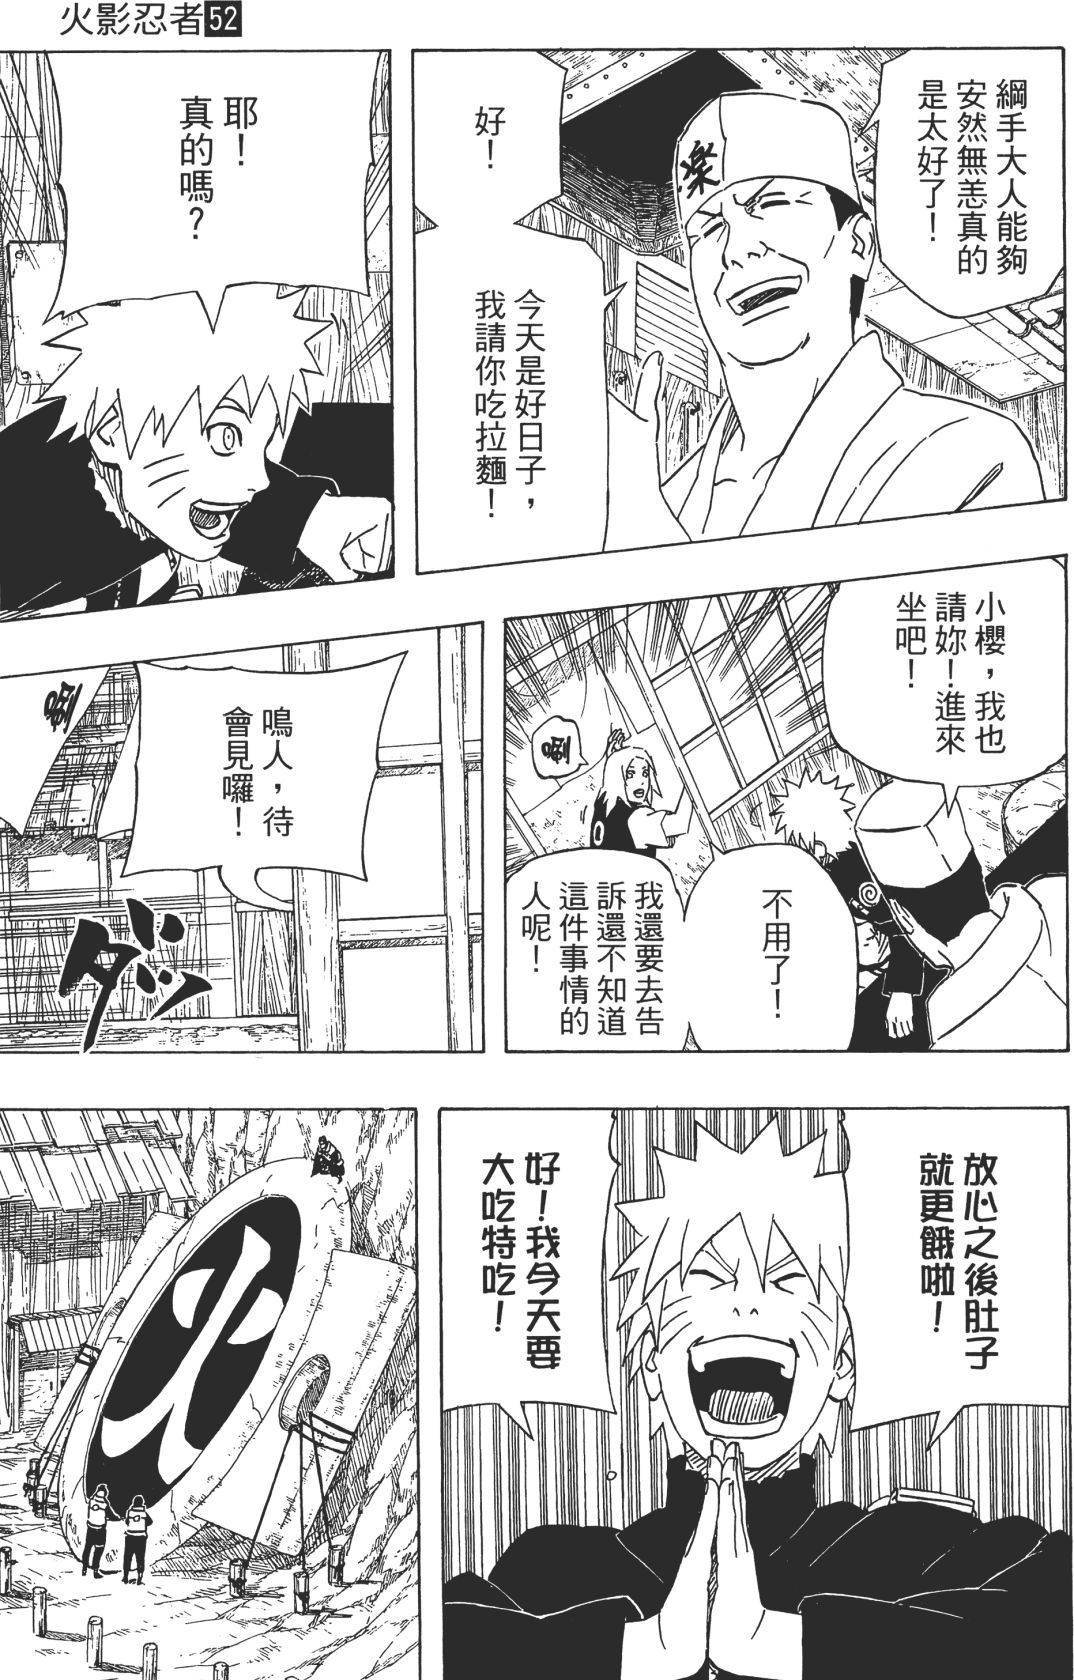 火影忍者52
綱手大人能夠
安然無恙真的
是太好了！
好！
今天是好日子，
我請你吃拉麵！
耶！
真的嗎？
小櫻，我也
請妳！進來
坐吧！
不用了！
我還要去告
訴還不知道
這件事情的
人呢！
鳴人，待
會見囉！
ダッ
放心之後肚子
就更餓啦！
好！我今天要
大吃特吃！
火